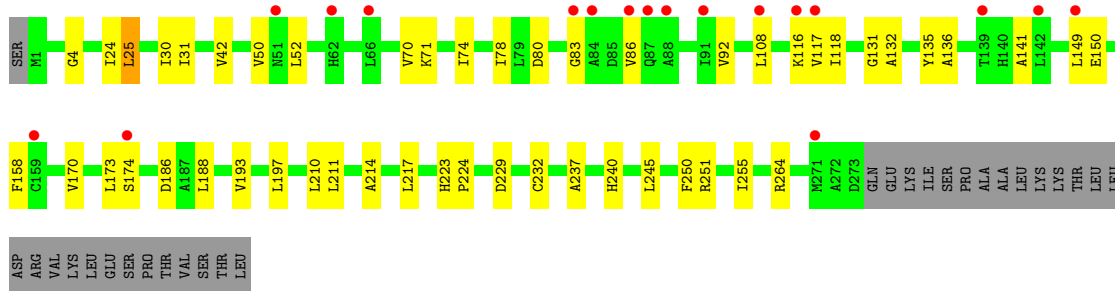 SER M1 G4 I24 L25 I30 I31 V42 V50 N51 L52 H62 L66 V70 K71 I74 I78 L79 D80 G83 A84 D85 V86 Q87 A88 I91 V92 L108 K116 V117 I118 G131 A132 Y135 A136 T139 H140 A141 L142 L149 E150
F158 C159 V170 L173 S174 D186 A187 L188 V193 L197 L210 L211 A214 L217 H223 P224 D229 C232 A237 H240 L245 F250 R251 I255 R264 M271 A272 D273 GLN GLU LYS ILE SER PRO ALA ALA LEU LYS LYS THR LEU LEU
ASP ARG VAL LYS LEU GLU SER PRO THR VAL SER THR LEU